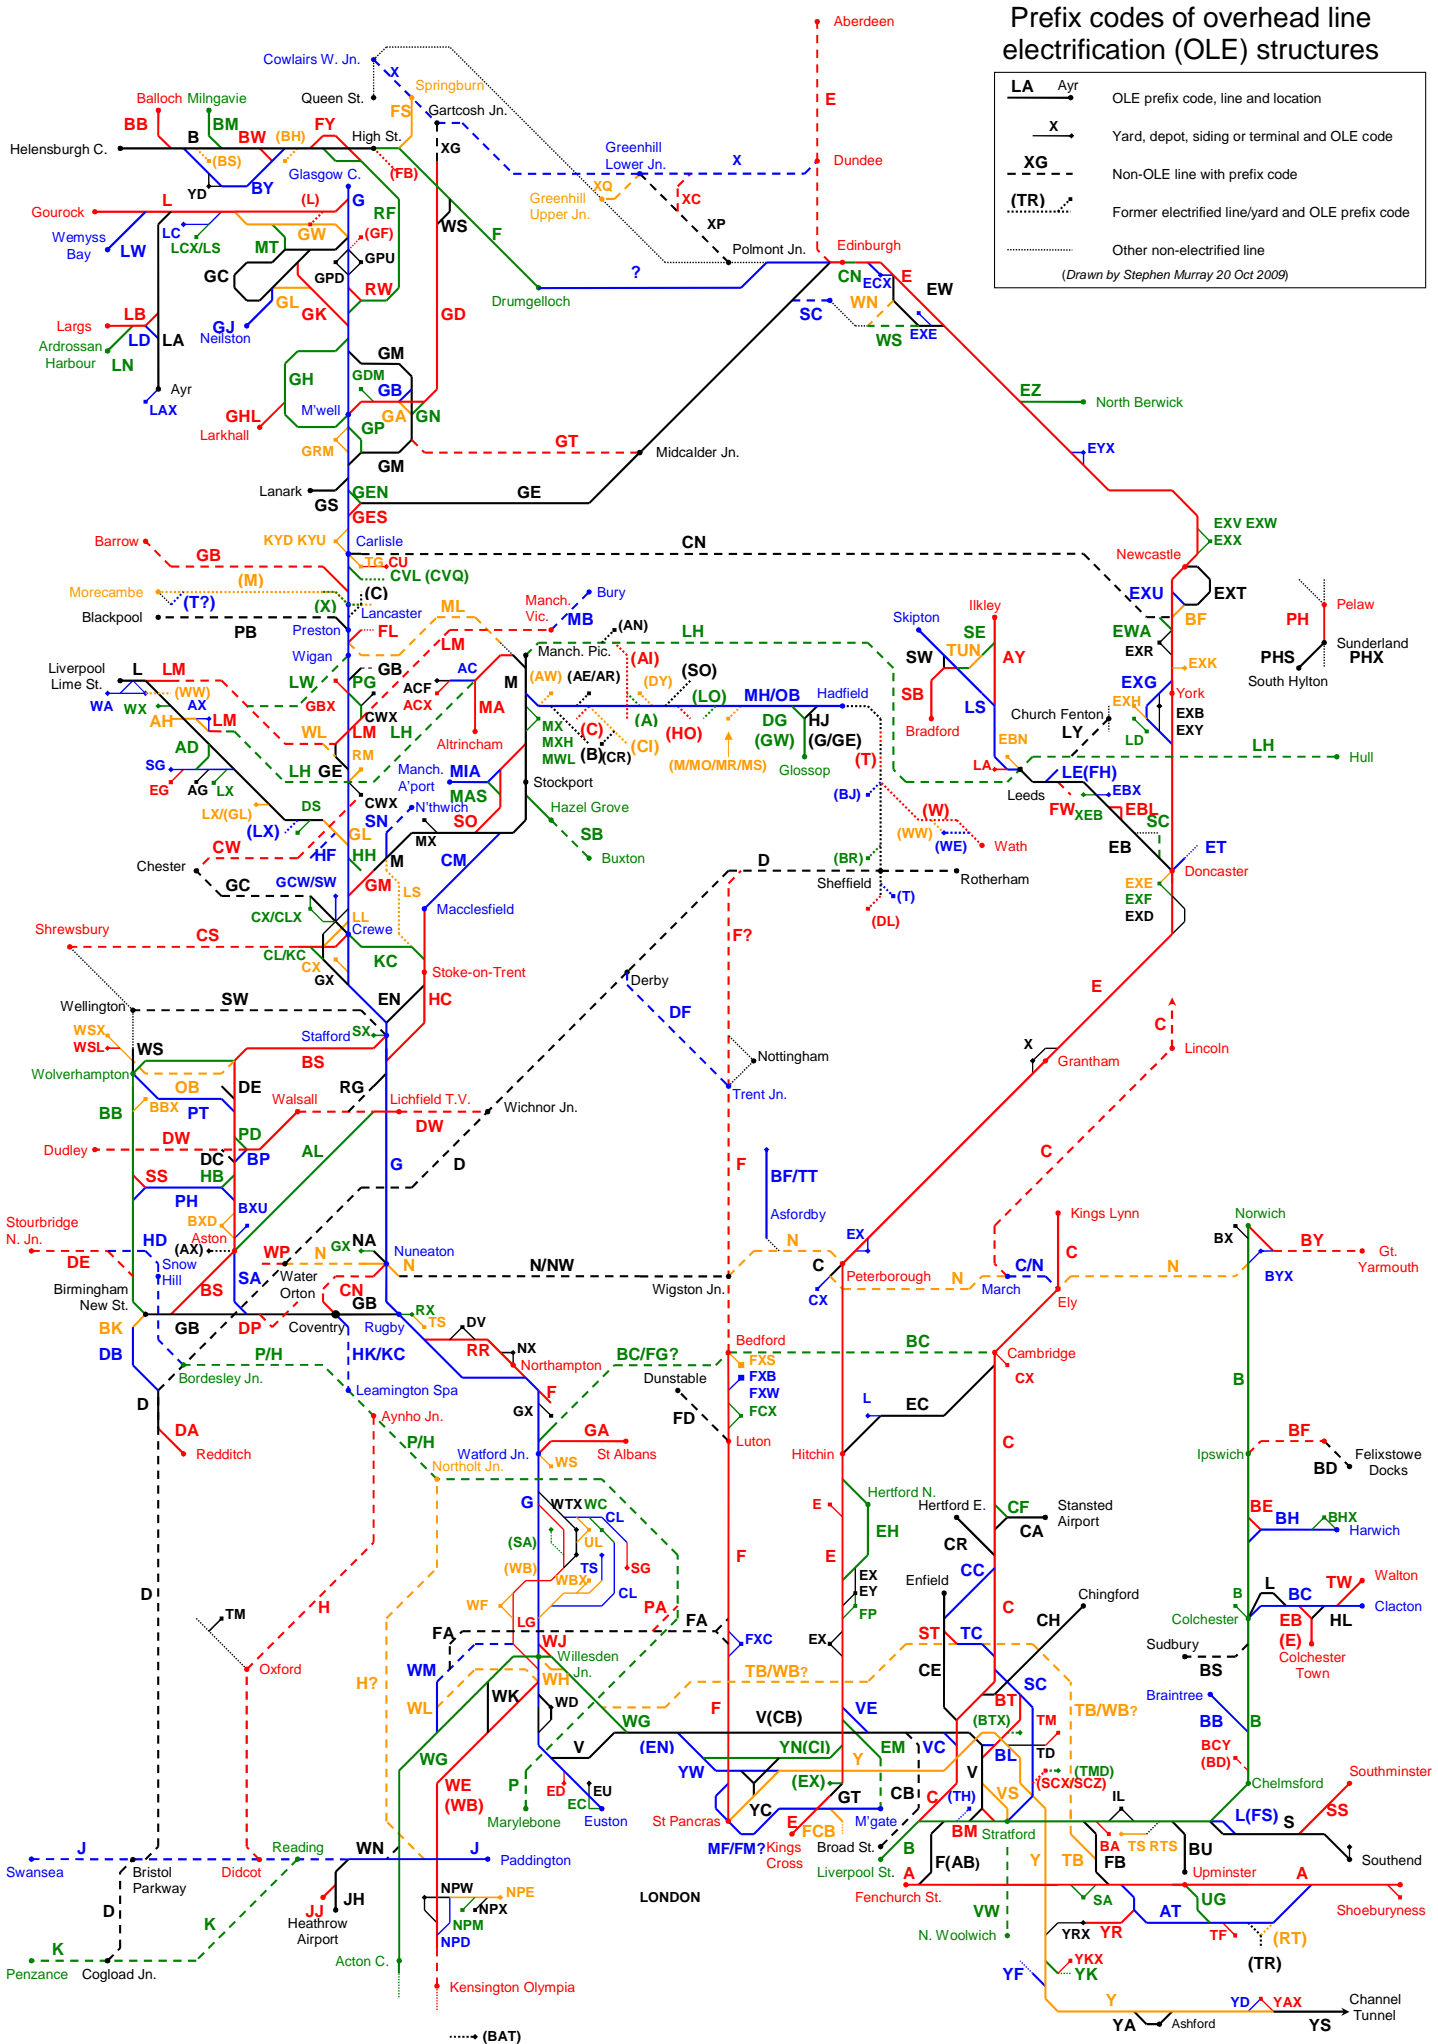 Prefix codes of overhead line
electrification (OLE) structures
LA Ayr
OLE prefix code, line and location
X
Yard, depot, siding or terminal and OLE code
XG
Non-OLE line with prefix code
(TR)
Former electrified line/yard and OLE prefix code
Other non-electrified line
(Drawn by Stephen Murray 20 Oct 2009)
Aberdeen
Cowlairs W. Jn.
X
Springburn
Balloch Milngavie
Queen St.
FS
Gartcosh Jn.
E
BB BM FY
B BW (BH)
High St.
Helensburgh C.
(BS)
XG
Greenhill
Lower Jn.
X
Dundee
YD BY
Glasgow C.
(FB)
XQ
XC
Greenhill
Upper Jn.
Gourock
L
(L)
G
RF
WS
F
XP
Wemyss
Bay
LW
LC
LCX/LS
GW
MT
(GF)
GPU
Polmont Jn.
Edinburgh
GC
GPD
?
CN
ECX
E
EW
GL
RW
Drumgelloch
WN
SC
Largs
LB
GJ
GK
GD
WS
EXE
LD
LA
Neilston
Ardrossan
Harbour
LN
GM
GH
GDM
GB
EZ
Ayr
North Berwick
LAX
M'well
GA
GN
GHL
GP
Larkhall
GRM
GT
EYX
GM
Midcalder Jn.
Lanark
GS
GEN
GE
GES
EXV EXW
EXX
Barrow
KYD KYU
Carlisle
CN
Newcastle
GB
TG
CU
CVL (CVQ)
Morecambe
(M)
(T?)
(X)
(C)
Lancaster
ML
Bury
EXU
EXT
Blackpool
PB
Preston
Manch.
Vic.
MB
Skipton
Ilkley
BF
PH
Pelaw
FL
(AN)
LH
SE
EWA
Wigan
LM
Manch. Pic.
SW
TUN
AY
EXR
Sunderland
PHS
PHX
South Hylton
Liverpool
Lime St.
L
LM
LW
GB
AC
M
(AI)
(SO)
EXK
WA
WX
(WW)
AX
GBX
PG
ACF
ACX
(AW)
(AE/AR)
(DY)
(LO)
MH/OB
Hadfield
SB
EXG
York
AH
LM
CWX
MA
LS
EXH
EXB
EXY
MX
MXH
MWL
(C)
(A)
DG
(GW)
HJ
(G/GE)
Church Fenton
LY
LD
AD
WL
LM
LH
Altrincham
(B)
(CR)
(CI)
(HO)
(M/MO/MR/MS)
Bradford
EBN
LH
SG
EG
AG
LX
LH
GE
RM
Manch.
A'port
MIA
Stockport
Glossop
(T)
LA
Hull
Leeds
LE(FH)
MAS
CWX
(BJ)
FW
EBX
LX/(GL)
DS
N'thwich
SO
Hazel Grove
XEB
EBL
(LX)
GL
SN
SB
(W)
SC
CW
HF
MX
Buxton
(WW)
(WE)
Wath
EB
ET
Chester
HH
M
CM
(BR)
Doncaster
GC
GCW/SW
GM
LS
D
Sheffield
Rotherham
EXE
EXF
EXD
Macclesfield
(T)
CX/CLX
LL
(DL)
Shrewsbury
CS
Crewe
F?
CL/KC
CX
KC
Stoke-on-Trent
Derby
GX
E
Wellington
SW
EN
HC
DF
C
WSX
WSL
Stafford
SX
Lincoln
WS
BS
Nottingham
X
Grantham
Wolverhampton
OB
DE
RG
BBX
PT
Trent Jn.
Walsall
Lichfield T.V.
Wichnor Jn.
BB
DW
PD
DW
Dudley
AL
DC
BP
G
D
F
C
SS
HB
BF/TT
PH
BXU
Asfordby
EX
Kings Lynn
Norwich
Stourbridge
N. Jn.
HD
BXD
Aston
C
BX
BY
DE
(AX)
WP
N
GX
NA
Nuneaton
Snow
Hill
SA
Water
Orton
N
N/NW
N
C
Peterborough
N
C/N
N
Gt.
Yarmouth
BYX
Birmingham
New St.
BS
CN
GB
Wigston Jn.
CX
March
Ely
BK
GB
DP
Coventry
Rugby
RX
TS
DB
DV
RR
NX
Bedford
BC
P/H
HK/KC
Northampton
BC/FG?
FXS
Cambridge
Bordesley Jn.
FXB
CX
Leamington Spa
Dunstable
FXW
B
D
F
GX
FCX
L
EC
Aynho Jn.
FD
DA
P/H
GA
Luton
C
BF
Redditch
Watford Jn.
St Albans
Hitchin
Ipswich
Felixstowe
Docks
Northolt Jn.
WS
BD
G
WTX WC
CL
E
Hertford N.
Hertford E.
CF
Stansted
Airport
BE
BHX
CA
BH
Harwich
(SA)
UL
EH
CR
(WB)
TS
SG
F
E
WBX
CL
EX
CC
Walton
D
H
WF
EY
Enfield
Chingford
L
TW
PA
FP
B
BC
TM
LG
C
CH
Colchester
EB
HL
Clacton
FA
FA
(E)
WJ
FXC
EX
ST
TC
Sudbury
Colchester
Town
Oxford
WM
Willesden
Jn.
BS
H?
WH
TB/WB?
CE
SC
WL
WK
WD
F
BT
Braintree
VE
V(CB)
(BTX)
TM
TB/WB?
BB
B
WG
WG
V
(EN)
YN(CI)
EM
VC
BL
TD
BCY
(BD)
WE
(WB)
ED
EU
YW
Y
V
(TMD)
P
EC
(EX)
CB
VS
(SCX/SCZ)
Chelmsford
Southminster
Marylebone
Euston
St Pancras
YC
GT
C
(TH)
IL
SS
E
FCB
M'gate
BM
Stratford
BA
TS RTS
L(FS)
S
J
Reading
WN
J
MF/FM?
Kings
Cross
Broad St.
B
Y
TB
FB
BU
Swansea
Bristol
Parkway
Didcot
Paddington
Liverpool St.
F(AB)
Southend
A
Upminster
A
NPW
NPE
LONDON
Fenchurch St.
JH
NPX
VW
SA
UG
Shoeburyness
JJ
NPM
AT
D
K
Heathrow
Airport
NPD
N. Woolwich
YRX
YR
TF
(RT)
(TR)
K
YKX
Penzance
Cogload Jn.
Acton C.
YF
YK
Kensington Olympia
Y
YD
YAX
Channel
Tunnel
YA
Ashford
YS
(BAT)